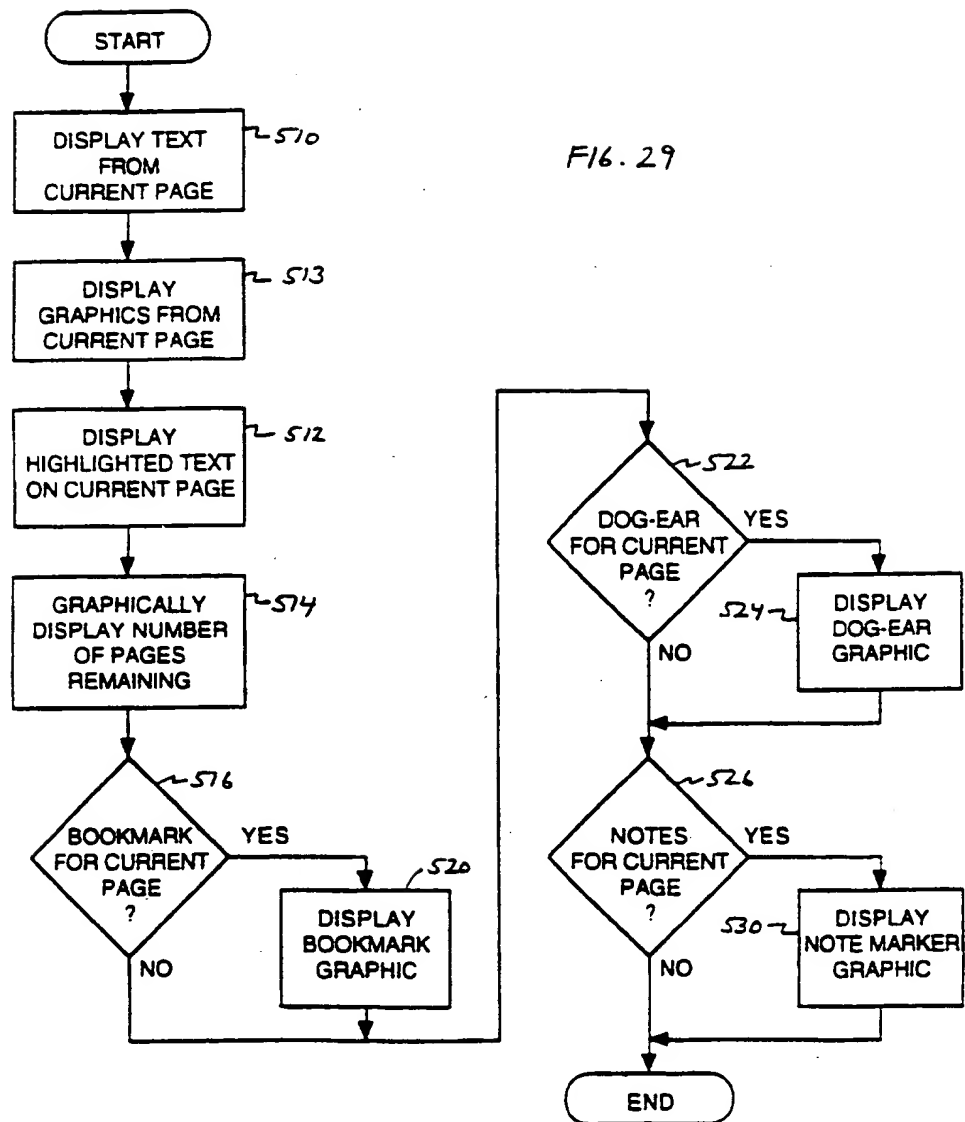 START
DISPLAY TEXT
FROM
CURRENT PAGE
510
FIG. 29
DISPLAY
GRAPHICS FROM
CURRENT PAGE
513
DISPLAY
HIGHLIGHTED TEXT
ON CURRENT PAGE
512
GRAPHICALLY
DISPLAY NUMBER
OF PAGES
REMAINING
514
BOOKMARK
FOR CURRENT
PAGE
?
516
YES
NO
520
DISPLAY
BOOKMARK
GRAPHIC
522
DOG-EAR
FOR CURRENT
PAGE
?
YES
NO
524
DISPLAY
DOG-EAR
GRAPHIC
526
NOTES
FOR CURRENT
PAGE
?
YES
NO
530
DISPLAY
NOTE MARKER
GRAPHIC
END